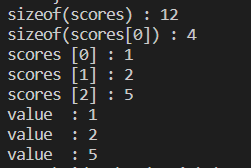 sizeof(scores) : 12
sizeof(scores[0]) : 4
scores [0] : 1
scores [1] : 2
scores [2] : 5
value  : 1
value  : 2
value  : 5